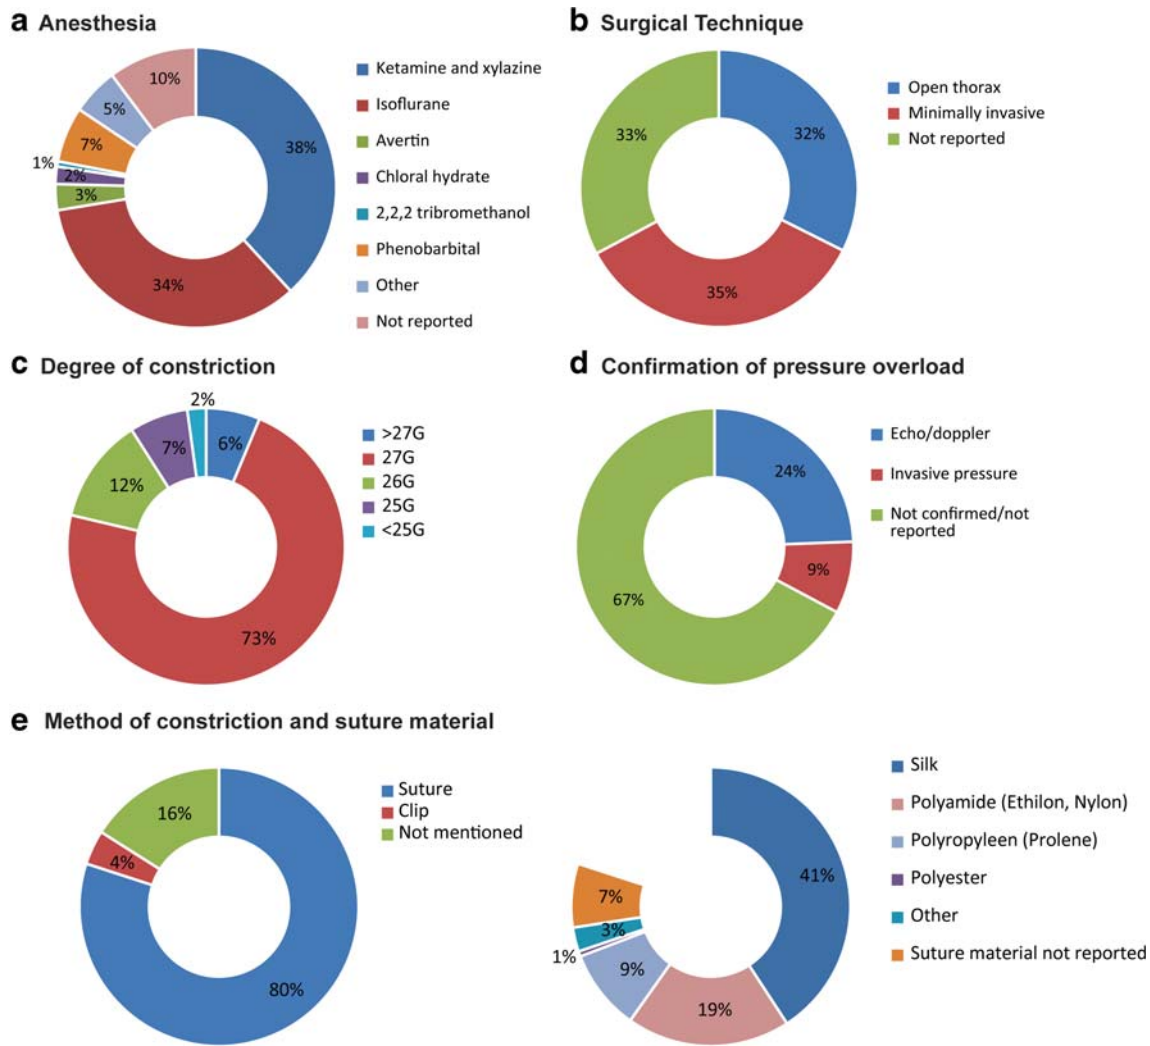 a Anesthesia
10%
5%
7%
1%
2%
3%
34%
38%
Ketamine and xylazine
Isoflurane
Avertin
Chloral hydrate
2,2,2 tribromethanol
Phenobarbital
Other
Not reported
b Surgical Technique
33%
32%
35%
Open thorax
Minimally invasive
Not reported
c Degree of constriction
2%
6%
7%
12%
73%
>27G
27G
26G
25G
<25G
d Confirmation of pressure overload
24%
9%
67%
Echo/doppler
Invasive pressure
Not confirmed/not
reported
e Method of constriction and suture material
16%
4%
80%
Suture
Clip
Not mentioned
41%
7%
3%
1%
9%
19%
Silk
Polyamide (Ethilon, Nylon)
Polyropyleen (Prolene)
Polyester
Other
Suture material not reported